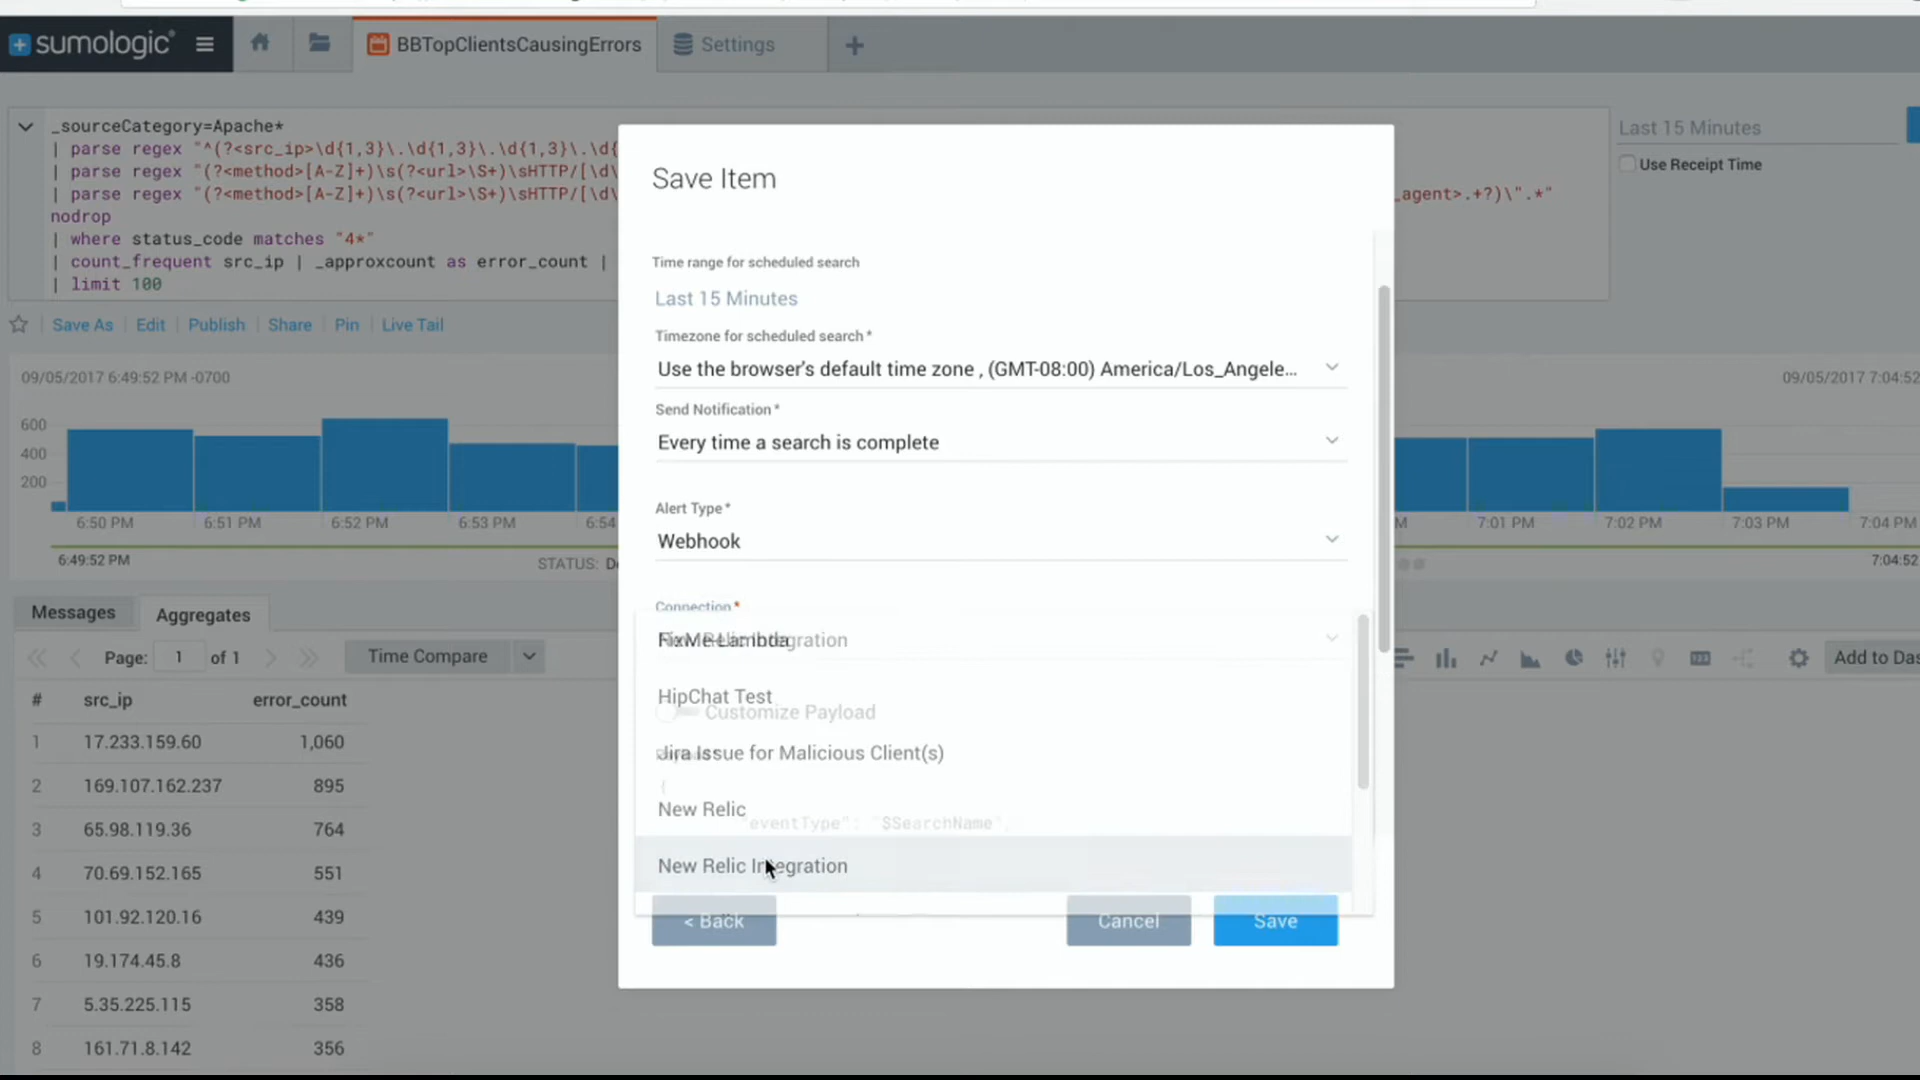 sumologic
BBTopClientsCausingErrors
Settings
_sourceCategory=Apache*
| parse regex "^(?<src_ip>\d{1,3}\.\d{1,3}\.\d{1,3}\.\d{
| parse regex "(?<method>[A-Z]+)\s(?<url>\S+)\sHTTP/[\d\
| parse regex "(?<method>[A-Z]+)\s(?<url>\S+)\sHTTP/[\d\
_agent>.+?)\".*"
nodrop
| where status_code matches "4*"
| count_frequent src_ip | _approxcount as error_count |
| limit 100
Last 15 Minutes
Use Receipt Time
Save As Edit Publish Share Pin Live Tail
09/05/2017 6:49:52 PM -0700
09/05/2017 7:04:52
600
400
200
6:50 PM 6:51 PM 6:52 PM 6:53 PM 6:54
M 7:01 PM 7:02 PM 7:03 PM 7:04 PM
6:49:52 PM
STATUS: D
7:04:52
Messages Aggregates
Page: 1 of 1 Time Compare
Add to Das
# src_ip error_count
1 17.233.159.60 1,060
2 169.107.162.237 895
3 65.98.119.36 764
4 70.69.152.165 551
5 101.92.120.16 439
6 19.174.45.8 436
7 5.35.225.115 358
8 161.71.8.142 356
Save Item
Time range for scheduled search
Last 15 Minutes
Timezone for scheduled search *
Use the browser's default time zone , (GMT-08:00) America/Los_Angele...
Send Notification *
Every time a search is complete
Alert Type *
Webhook
Connection *
Lambda
HipChat Test
Customize Payload
Jira Issue for Malicious Client(s)
{
New Relic
"eventType": "$SearchName",
New Relic Integration
< Back Cancel Save